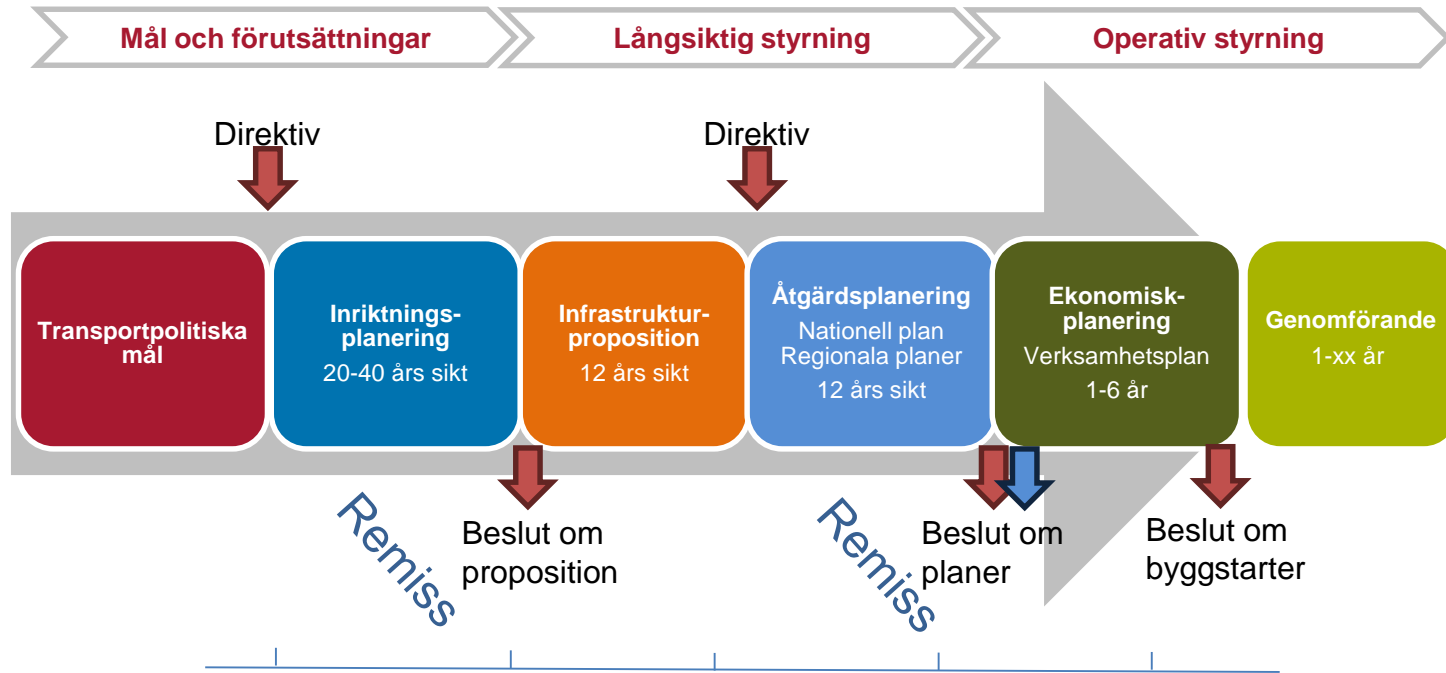 Mål och förutsättningar
Långsiktig styrning
Operativ styrning
Direktiv
Direktiv
Transportpolitiska
mål
Inriktnings-
planering
20-40 års sikt
Infrastruktur-
proposition
12 års sikt
Åtgärdsplanering
Nationell plan
Regionala planer
12 års sikt
Ekonomisk-
planering
Verksamhetsplan
1-6 år
Genomförande
1-xx år
Remiss
Beslut om
proposition
Remiss
Beslut om
planer
Beslut om
byggstarter